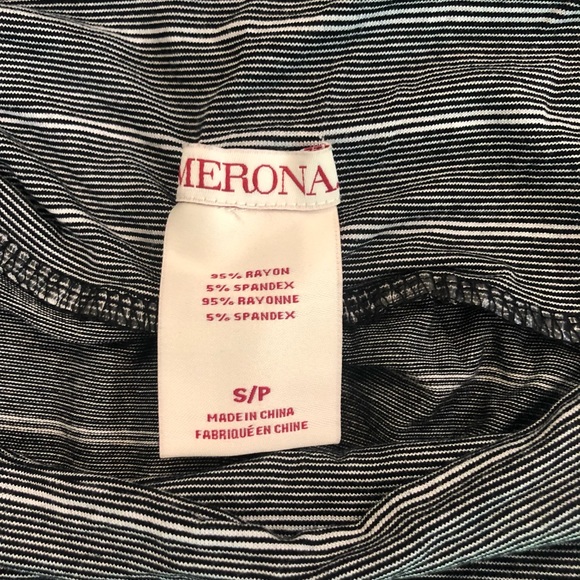 MERONA
95% RAYON
5% SPANDEX
95% RAYONNE
5% SPANDEX
S/P
MADE IN CHINA
FABRIQUÉ EN CHINE